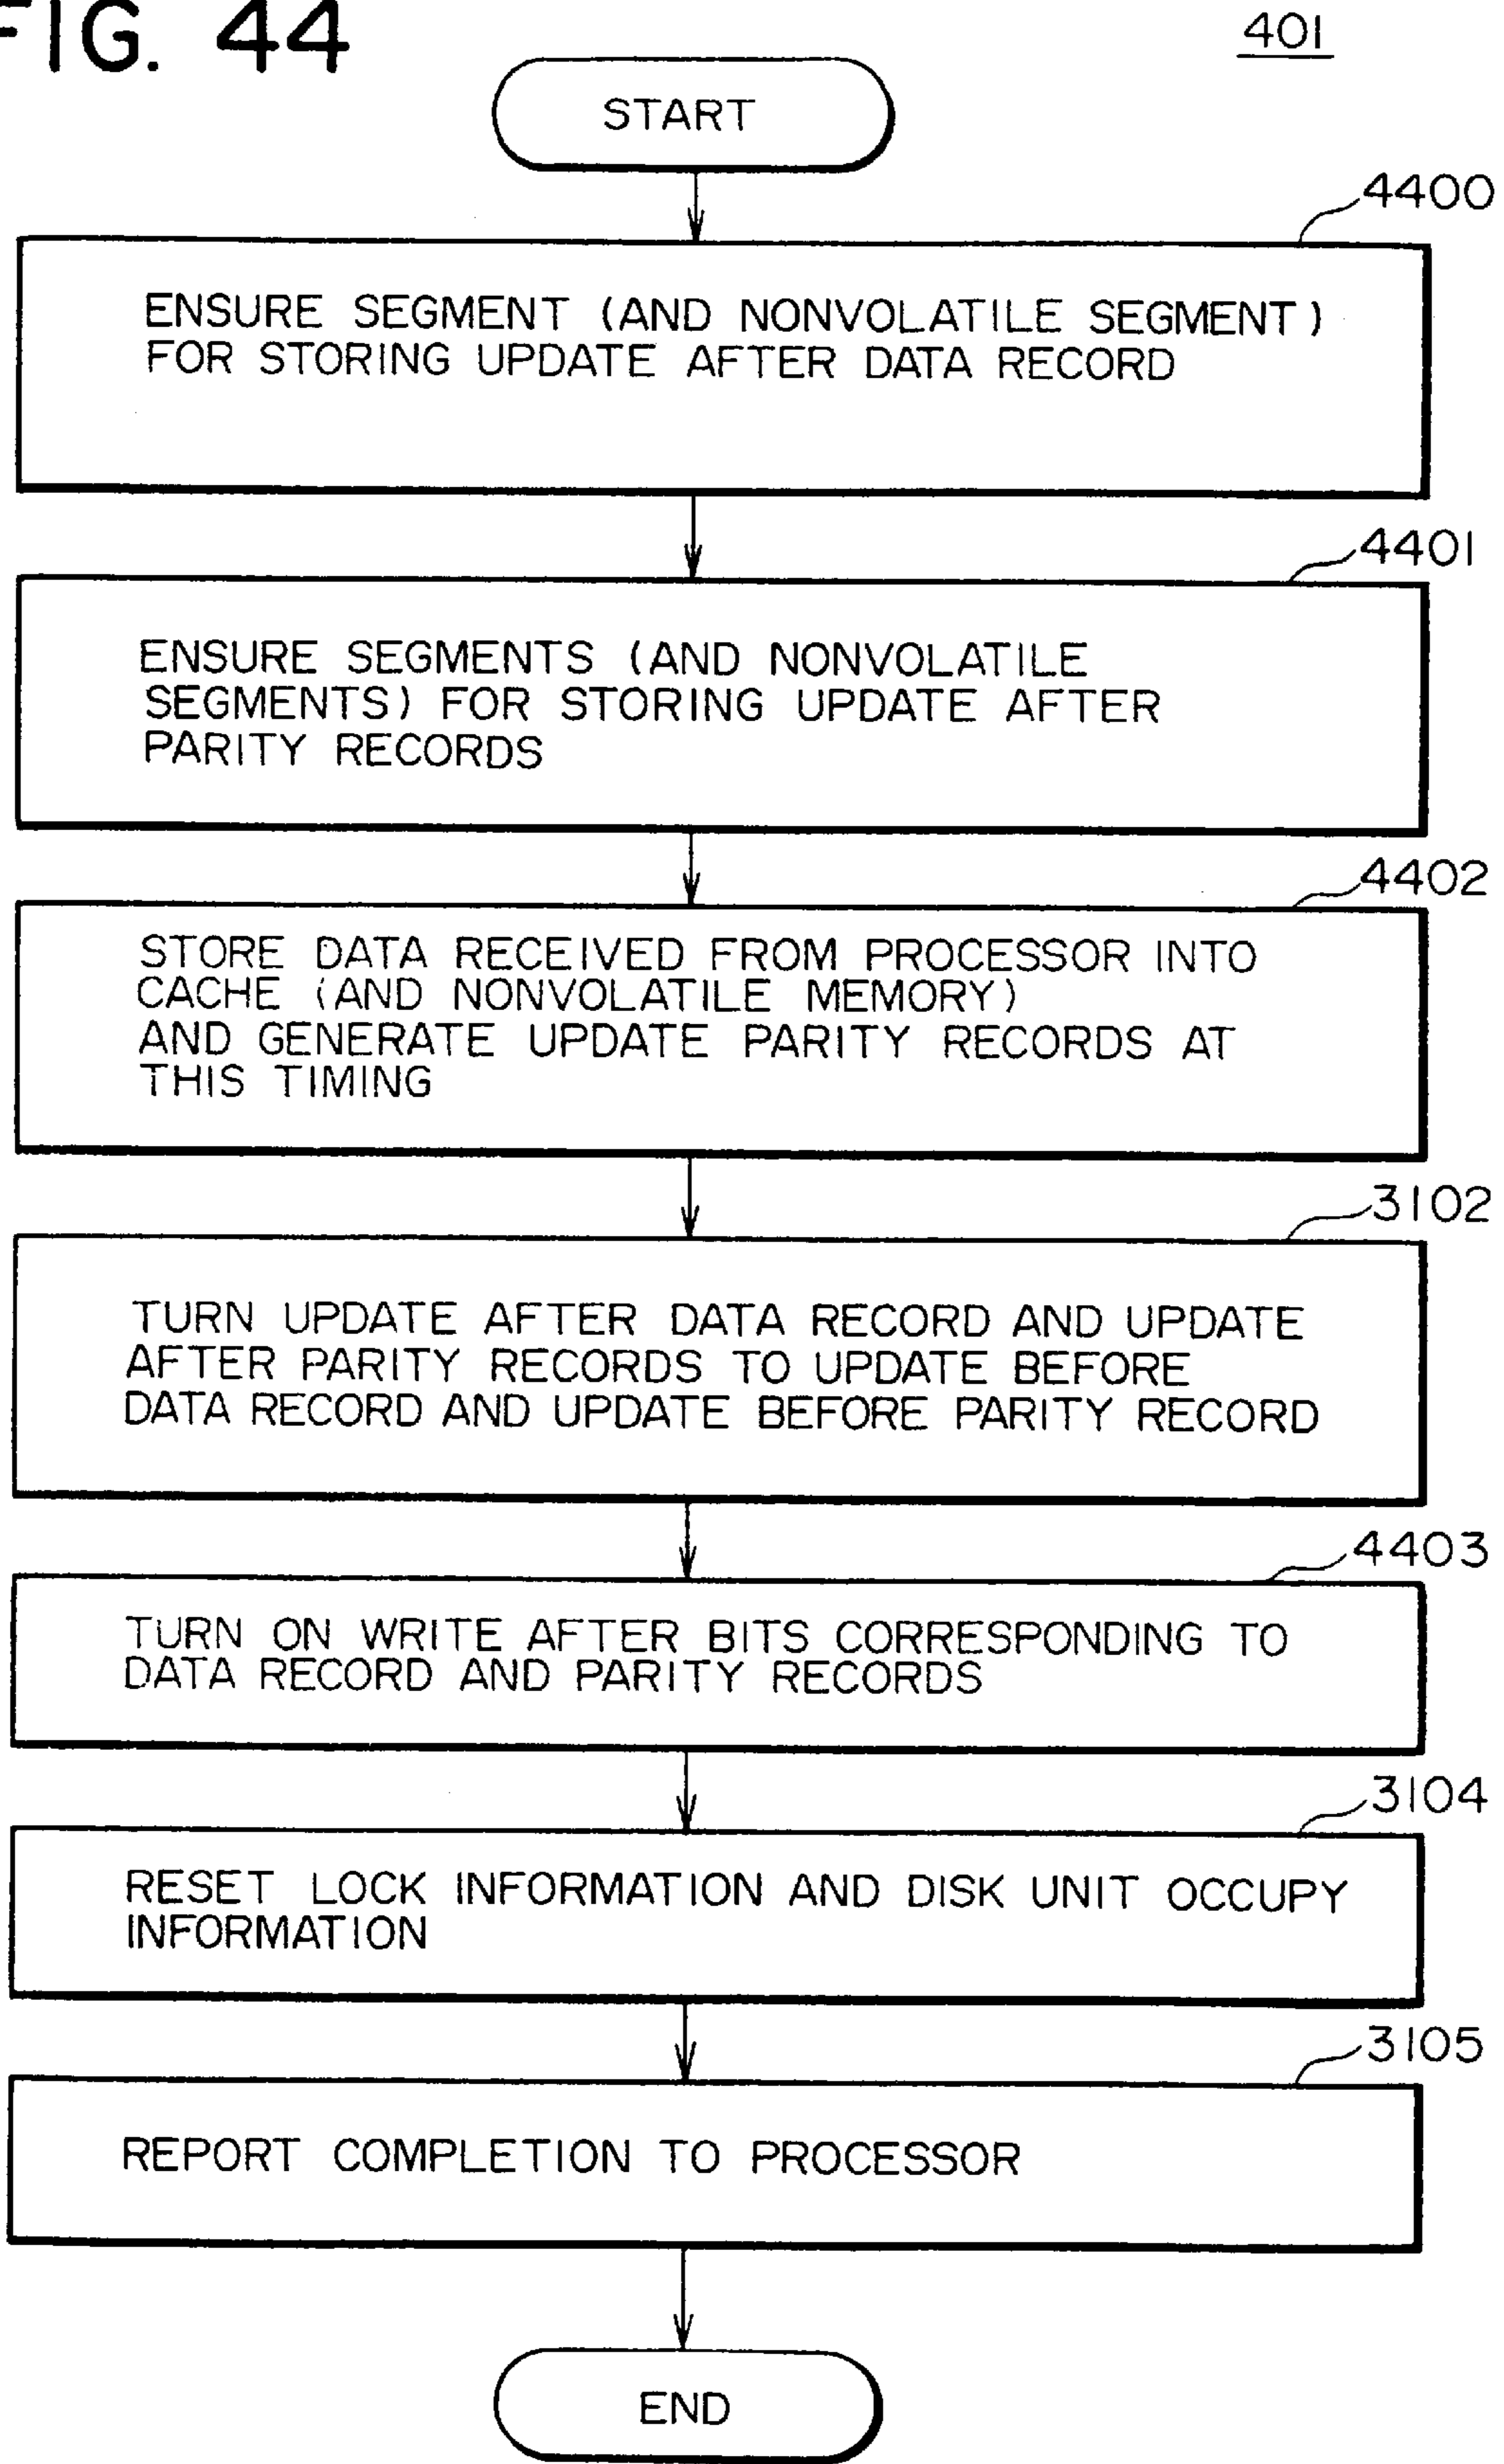 FIG. 44
401
START
4400
ENSURE SEGMENT (AND NONVOLATILE SEGMENT)
FOR STORING UPDATE AFTER DATA RECORD
4401
ENSURE SEGMENTS (AND NONVOLATILE
SEGMENTS) FOR STORING UPDATE AFTER
PARITY RECORDS
4402
STORE DATA RECEIVED FROM PROCESSOR INTO
CACHE (AND NONVOLATILE MEMORY)
AND GENERATE UPDATE PARITY RECORDS AT
THIS TIMING
3102
TURN UPDATE AFTER DATA RECORD AND UPDATE
AFTER PARITY RECORDS TO UPDATE BEFORE
DATA RECORD AND UPDATE BEFORE PARITY RECORD
4403
TURN ON WRITE AFTER BITS CORRESPONDING TO
DATA RECORD AND PARITY RECORDS
3104
RESET LOCK INFORMATION AND DISK UNIT OCCUPY
INFORMATION
3105
REPORT COMPLETION TO PROCESSOR
END